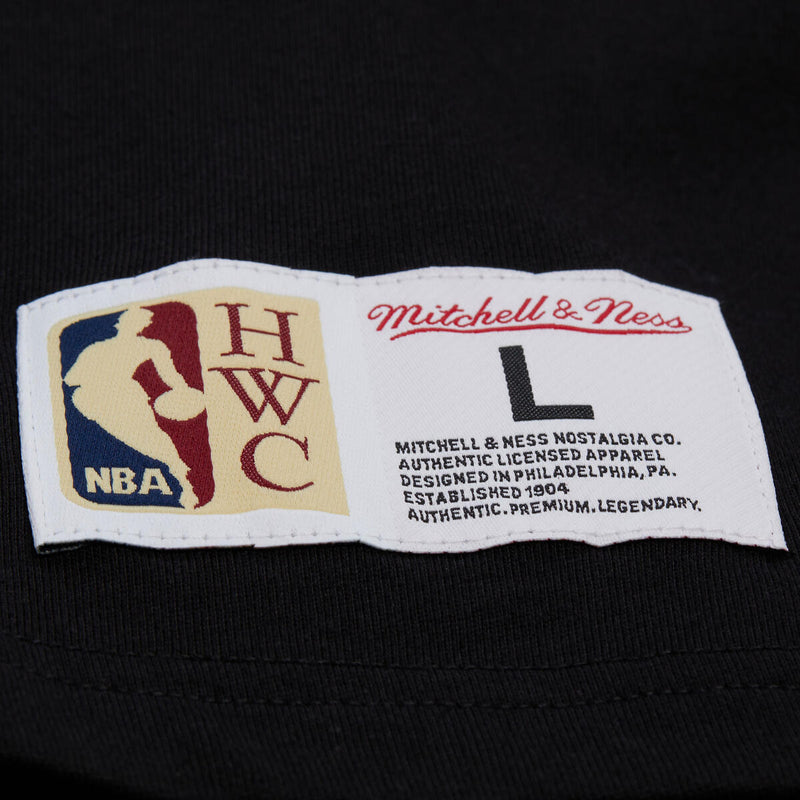 NBA
H
W
C
Mitchell & Ness
L
MITCHELL & NESS NOSTALGIA CO.
AUTHENTIC LICENSED APPAREL
DESIGNED IN PHILADELPHIA, PA.
ESTABLISHED 1904
AUTHENTIC.PREMIUM.LEGENDARY.